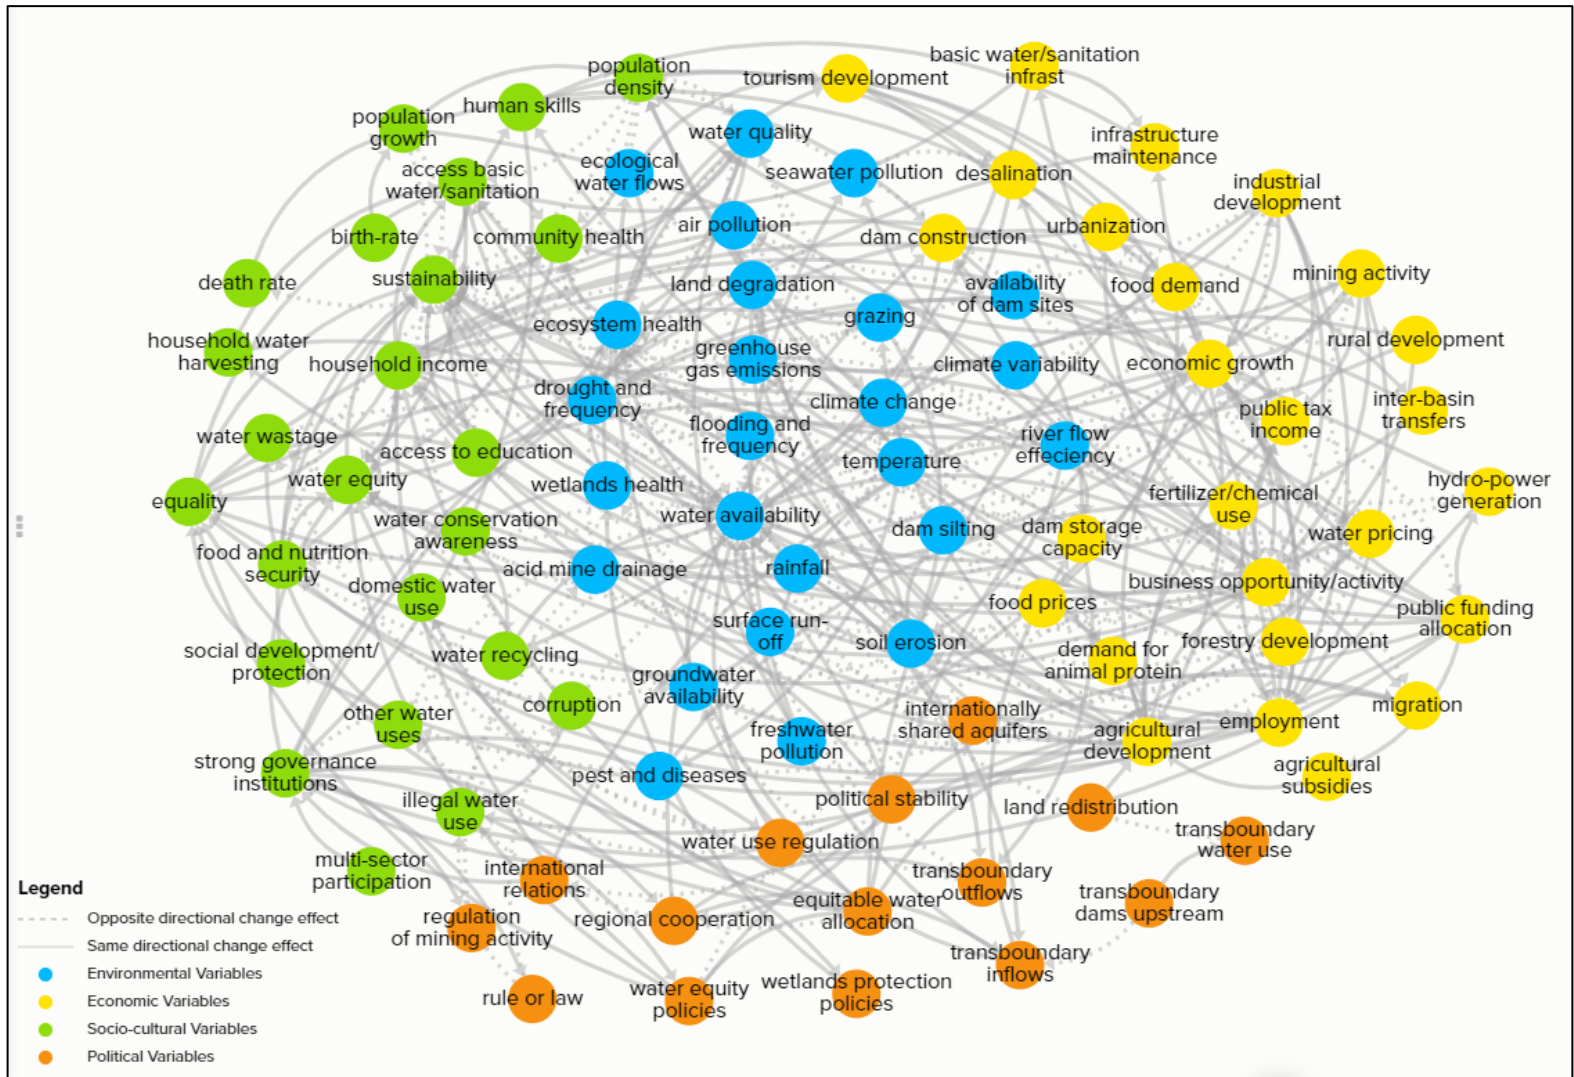 population
density
tourism development
basic water/sanitation
infrast
human skills
population
growth
water quality
infrastructure
maintenance
access basic
water/sanitation
ecological
water flows
seawater pollution
desalination
industrial
development
birth-rate
community health
air pollution
dam construction
urbanization
death rate
sustainability
land degradation
availability
of dam sites
food demand
mining activity
household water
harvesting
household income
ecosystem health
greenhouse
gas emissions
grazing
climate variability
economic growth
rural development
drought and
frequency
climate change
public tax
income
inter-basin
transfers
water wastage
access to education
flooding and
frequency
temperature
river flow
effeciency
equality
water equity
wetlands health
water availability
fertilizer/chemical
use
hydro-power
generation
water conservation
awareness
dam silting
dam storage
capacity
water pricing
food and nutrition
security
domestic water
use
acid mine drainage
rainfall
food prices
business opportunity/activity
public funding
allocation
social development/
protection
water recycling
surface run-
off
soil erosion
demand for
animal protein
forestry development
groundwater
availability
other water
uses
corruption
freshwater
pollution
internationally
shared aquifers
agricultural
development
employment
migration
strong governance
institutions
illegal water
use
pest and diseases
political stability
land redistribution
agricultural
subsidies
water use regulation
transboundary
water use
multi-sector
participation
international
relations
regulation
of mining activity
regional cooperation
equitable water
allocation
transboundary
outflows
transboundary
dams upstream
rule or law
water equity
policies
wetlands protection
policies
transboundary
inflows
Legend
Opposite directional change effect
Same directional change effect
Environmental Variables
Economic Variables
Socio-cultural Variables
Political Variables